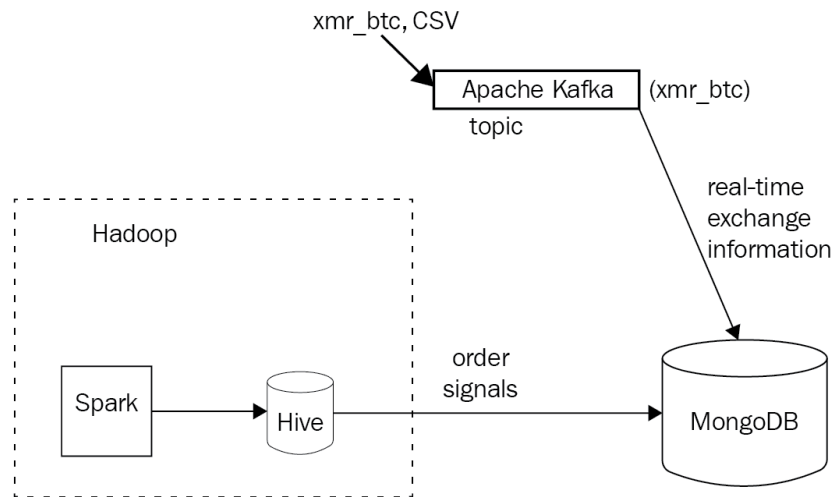 xmr_btc, CSV
Apache Kafka
(xmr_btc)
topic
real-time
exchange
information
Hadoop
order
signals
Spark
Hive
MongoDB